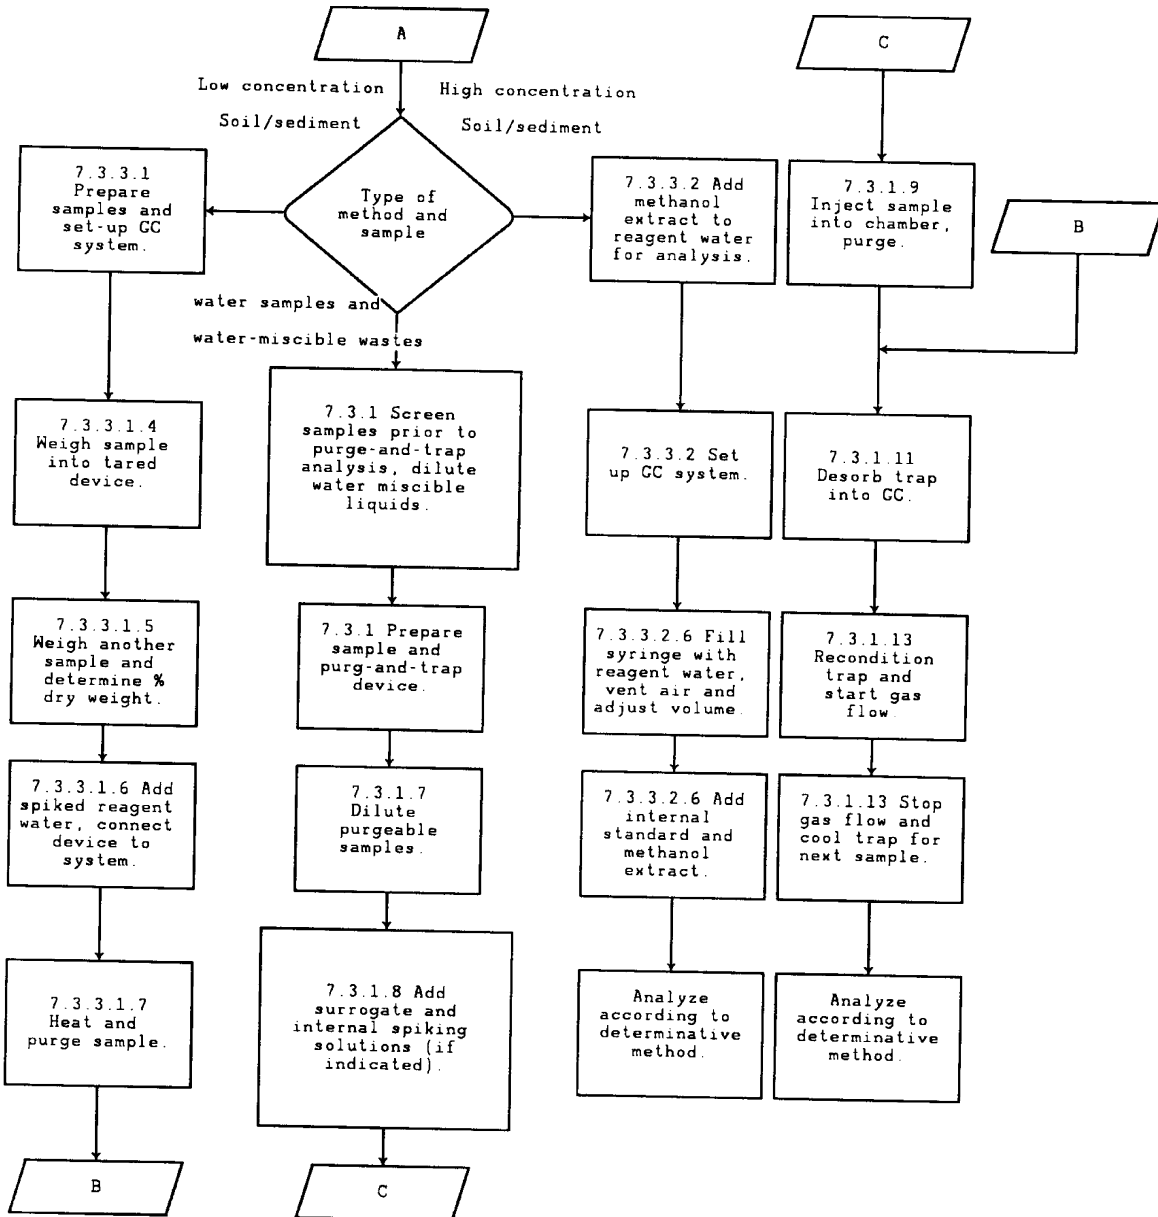 A
Low concentration
Soil/sediment
High concentration
Soil/sediment
Type of
method and
sample
water samples and
water-miscible wastes
7.3.3.1
Prepare
samples and
set-up GC
system.
7.3.3.1.4
Weigh sample
into tared
device.
7.3.3.1.5
Weigh another
sample and
determine %
dry weight.
7.3.3.1.6 Add
spiked reagent
water, connect
device to
system.
7.3.3.1.7
Heat and
purge sample.
B
7.3.1 Screen
samples prior to
purge-and-trap
analysis, dilute
water miscible
liquids.
7.3.1 Prepare
sample and
purg-and-trap
device.
7.3.1.7
Dilute
purgeable
samples.
7.3.1.8 Add
surrogate and
internal spiking
solutions (if
indicated).
C
7.3.3.2 Add
methanol
extract to
reagent water
for analysis.
7.3.3.2 Set
up GC system.
7.3.3.2.6 Fill
syringe with
reagent water,
vent air and
adjust volume.
7.3.3.2.6 Add
internal
standard and
methanol
extract.
Analyze
according to
determinative
method.
C
7.3.1.9
Inject sample
into chamber,
purge.
B
7.3.1.11
Desorb trap
into GC.
7.3.1.13
Recondition
trap and
start gas
flow.
7.3.1.13 Stop
gas flow and
cool trap for
next sample.
Analyze
according to
determinative
method.